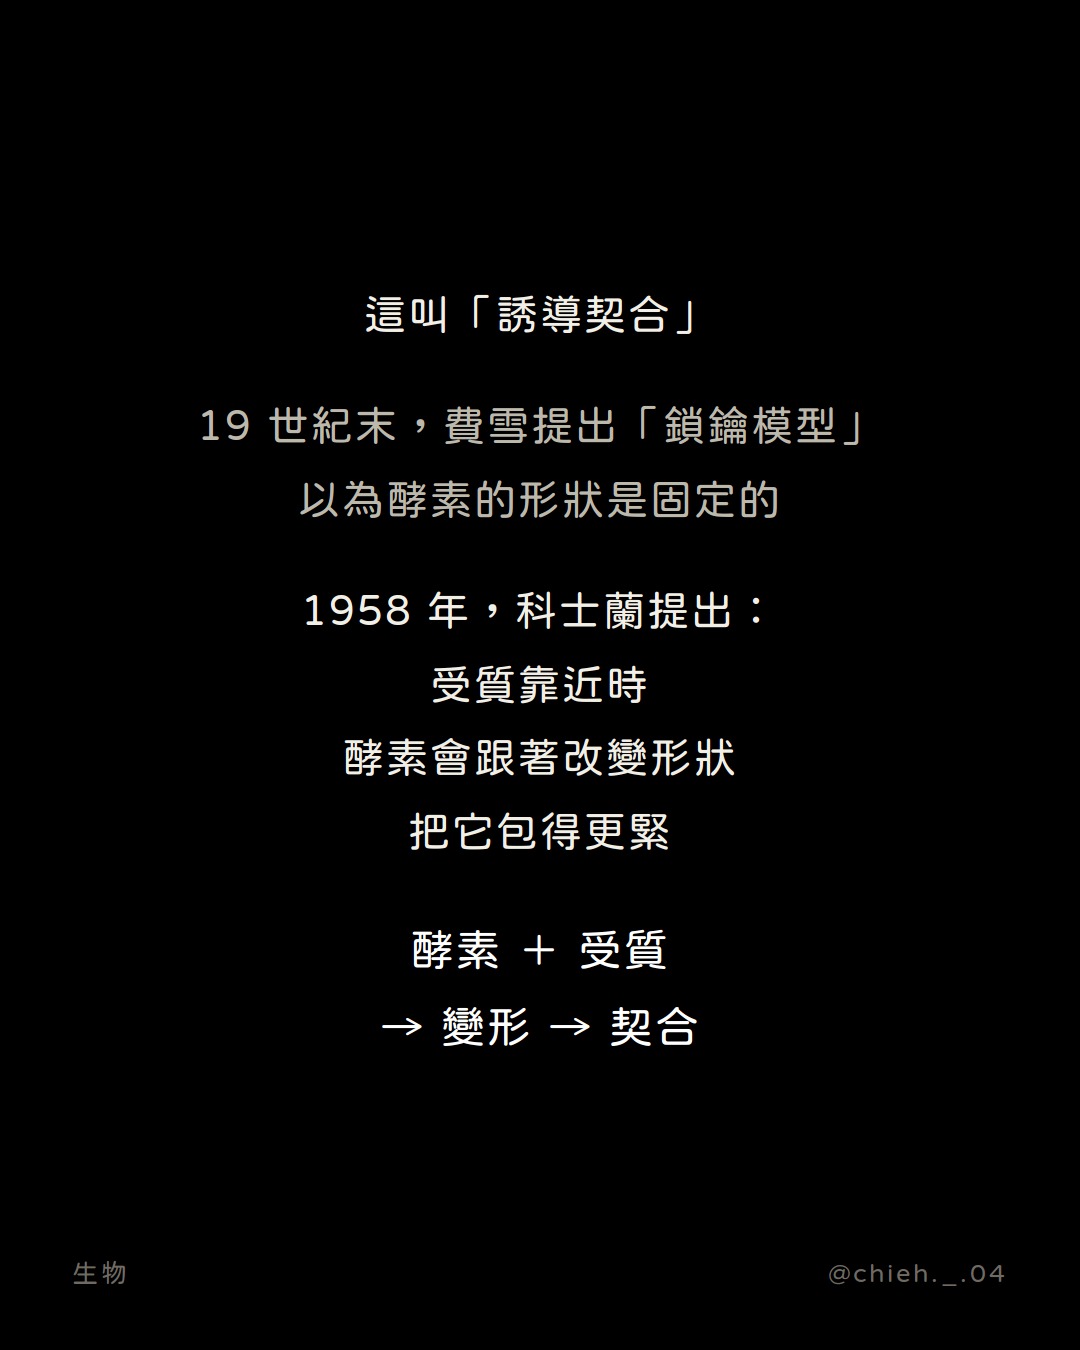 這叫「誘導契合」
19 世紀末，費雪提出「鎖鑰模型」
以為酵素的形狀是固定的
1958 年，科士蘭提出：
受質靠近時
酵素會跟著改變形狀
把它包得更緊
酵素 ＋ 受質
→ 變形 → 契合
生物
@chieh._.04